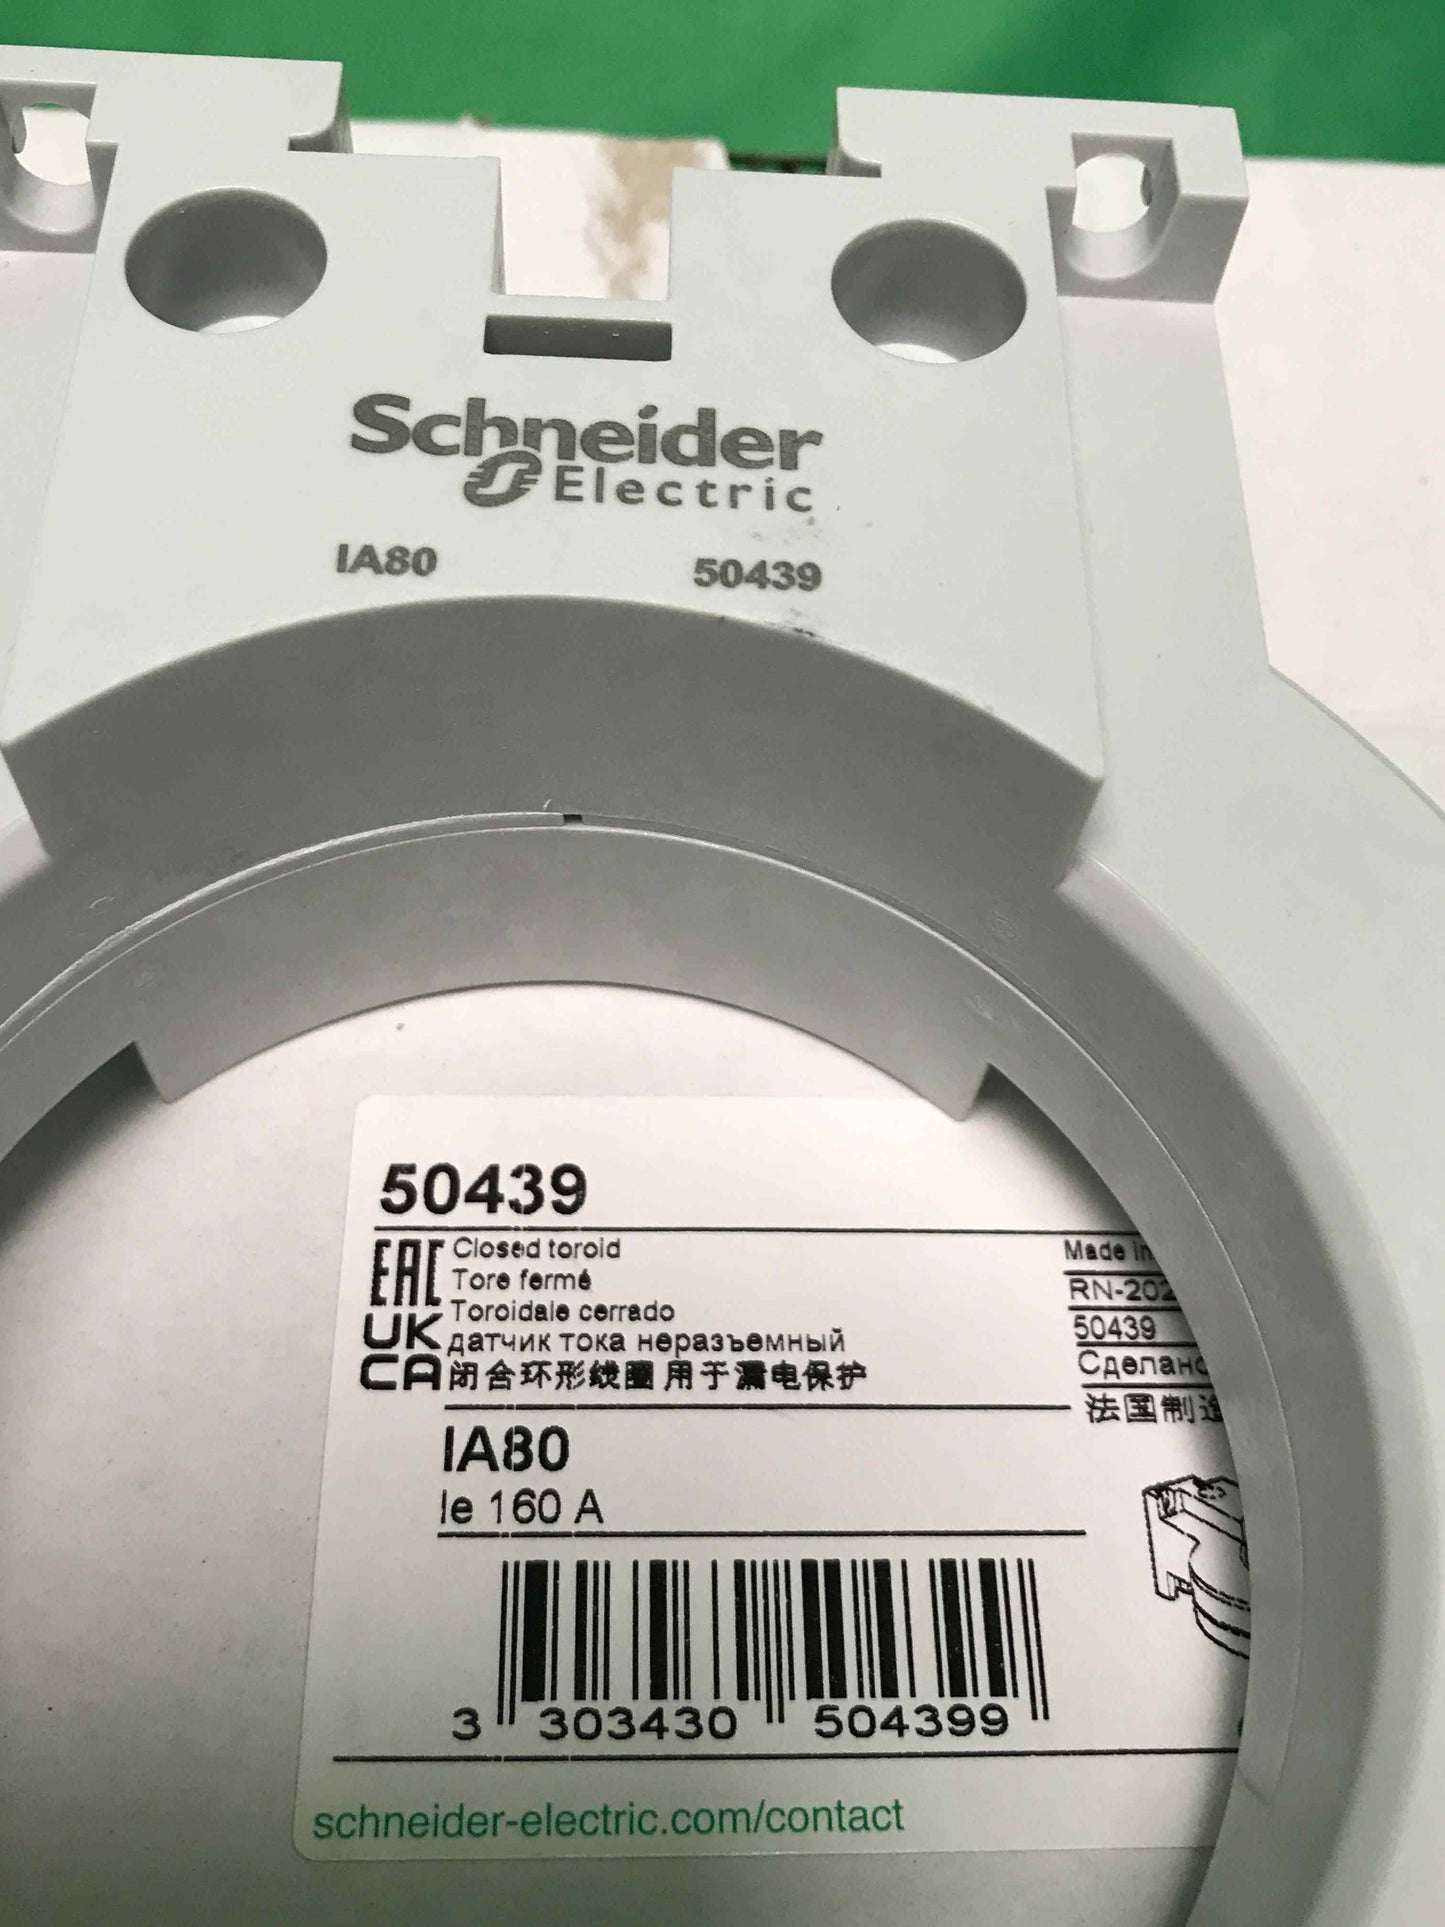 Schneider
Electric
IA80 50439
50439
EAC
Closed toroid
Tore fermé
Toroidale cerrado
датчик тока неразъемный
闭合环形线圈 用于漏电保护
UK
CA
Made in
RN-202
50439
法国制造
IA80
Ie 160 A
3 303430 504399
schneider-electric.com/contact